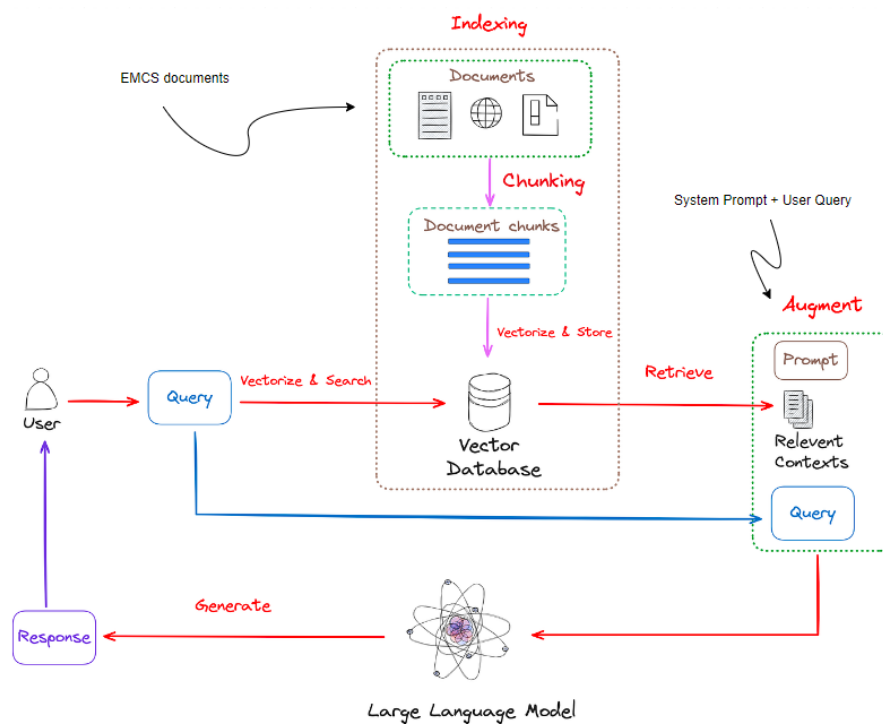 Indexing
EMCS documents
Documents
Chunking
System Prompt + User Query
Document chunks
Augment
Vectorize & Store
Prompt
Vectorize & Search
Retrieve
Query
User
Relevent
Contexts
Vector
Database
Query
Generate
Response
Large Language Model